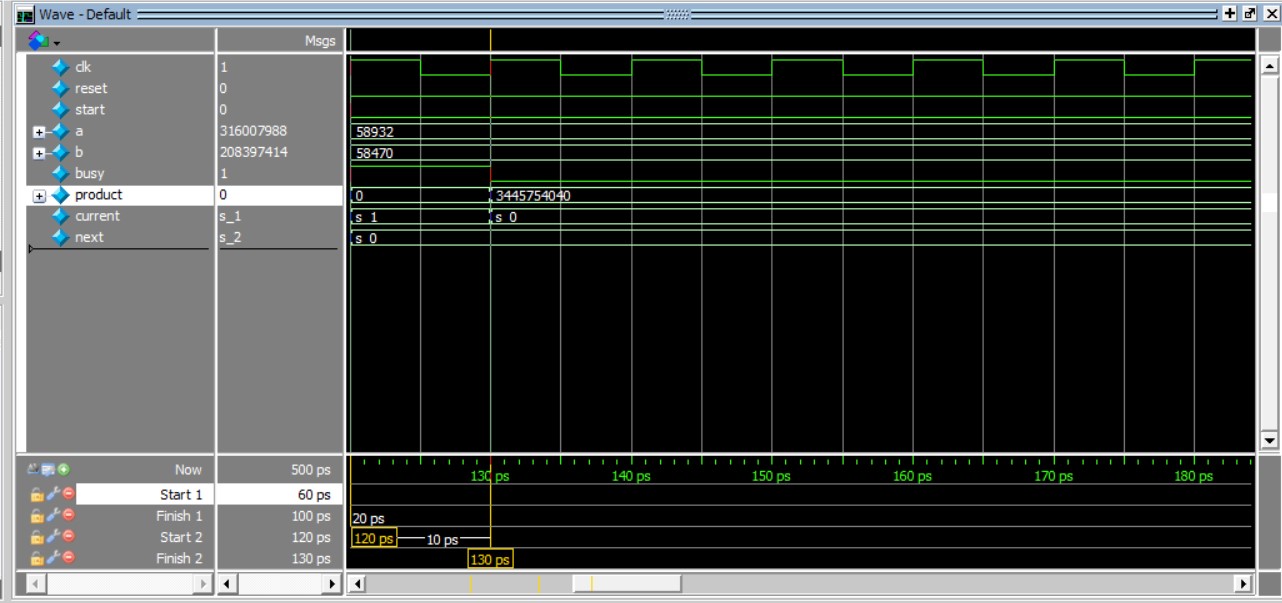 Wave - Default
Msgs
clk 1
reset 0
start 0
a 316007988 58932
b 208397414 58470
busy 1
product 0 0 3445754040
current s_1 s_1 s_0
next s_2 s_0
Now 500 ps 130 ps 140 ps 150 ps 160 ps 170 ps 180 ps
Start 1 60 ps
Finish 1 100 ps 20 ps
Start 2 120 ps 120 ps 10 ps
Finish 2 130 ps 130 ps